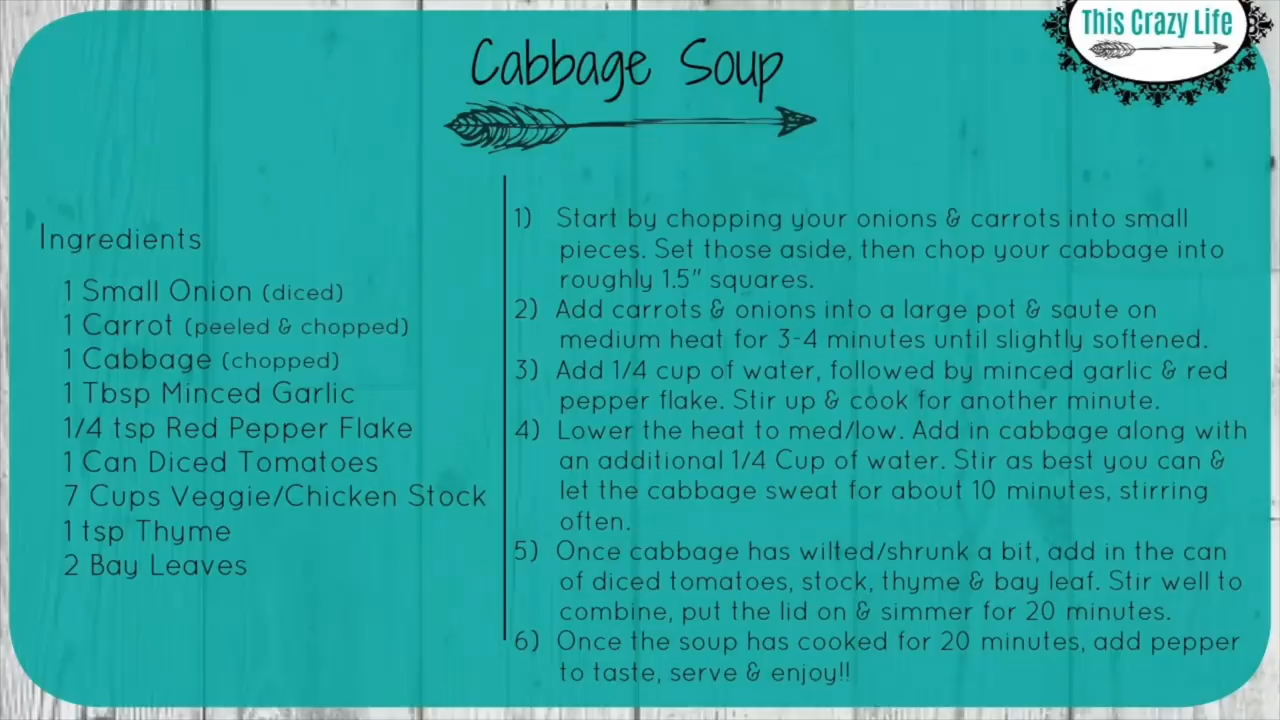 This Crazy Life
Cabbage Soup
Ingredients
1 Small Onion (diced)
1 Carrot (peeled & chopped)
1 Cabbage (chopped)
1 Tbsp Minced Garlic
1/4 tsp Red Pepper Flake
1 Can Diced Tomatoes
7 Cups Veggie/Chicken Stock
1 tsp Thyme
2 Bay Leaves
1) Start by chopping your onions & carrots into small
pieces. Set those aside, then chop your cabbage into
roughly 1.5" squares.
2) Add carrots & onions into a large pot & saute on
medium heat for 3-4 minutes until slightly softened.
3) Add 1/4 cup of water, followed by minced garlic & red
pepper flake. Stir up & cook for another minute.
4) Lower the heat to med/low. Add in cabbage along with
an additional 1/4 Cup of water. Stir as best you can &
let the cabbage sweat for about 10 minutes, stirring
often.
5) Once cabbage has wilted/shrunk a bit, add in the can
of diced tomatoes, stock, thyme & bay leaf. Stir well to
combine, put the lid on & simmer for 20 minutes.
6) Once the soup has cooked for 20 minutes, add pepper
to taste, serve & enjoy!!